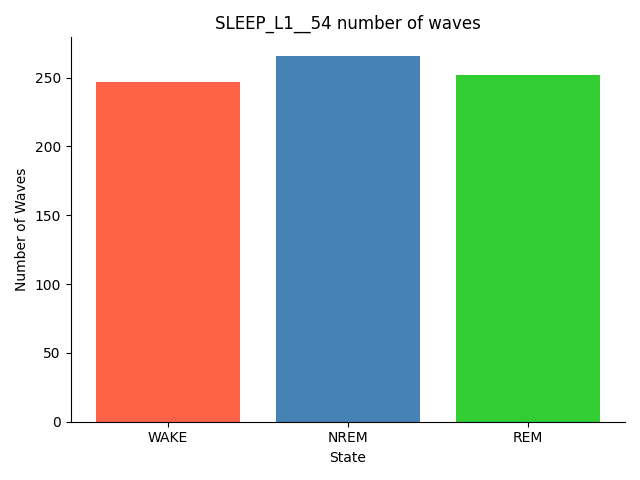 SLEEP_L1__54 number of waves
Number of Waves
250
200
150
100
50
0
WAKE NREM REM
State